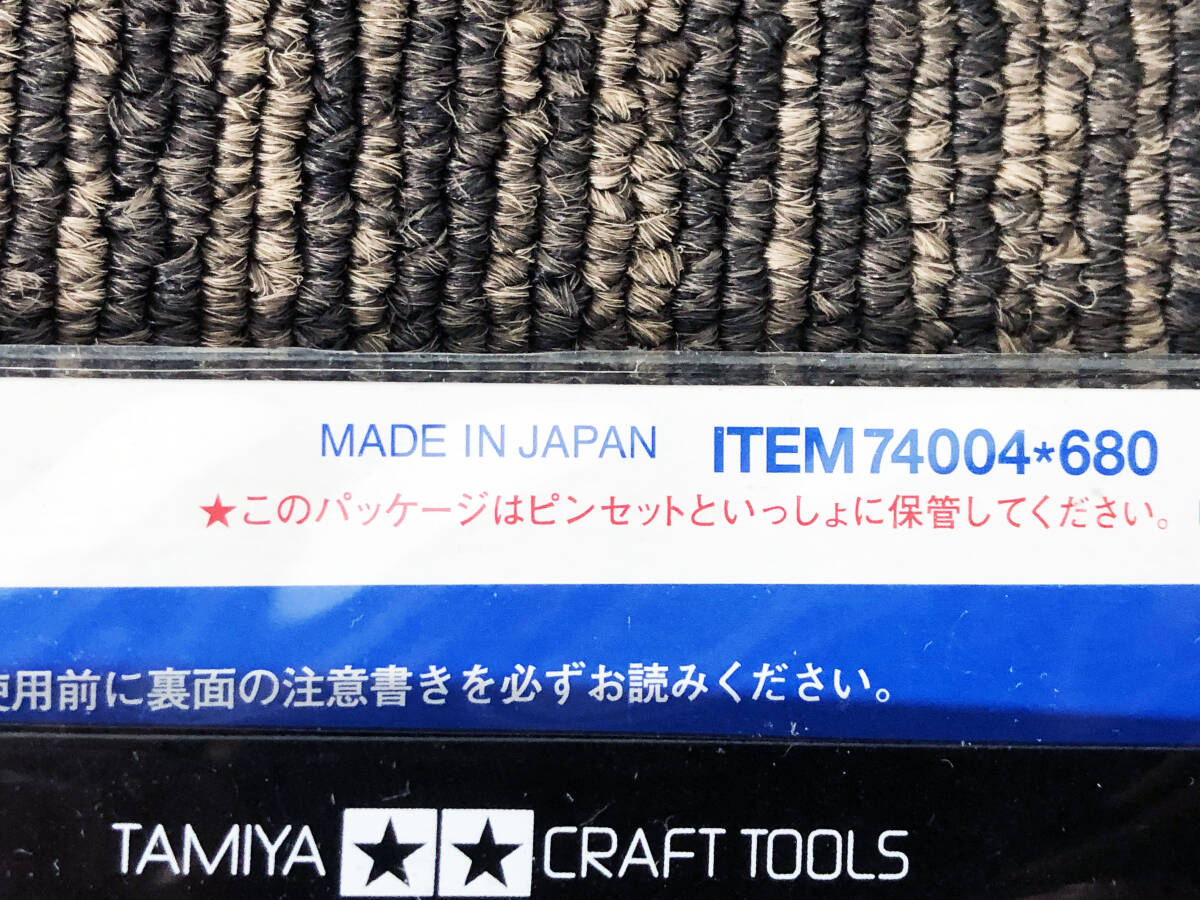 MADE IN JAPAN ITEM 74004*680
★このパッケージはピンセットといっしょに保管してください。
使用前に裏面の注意書きを必ずお読みください。
TAMIYA ★★ CRAFT TOOLS